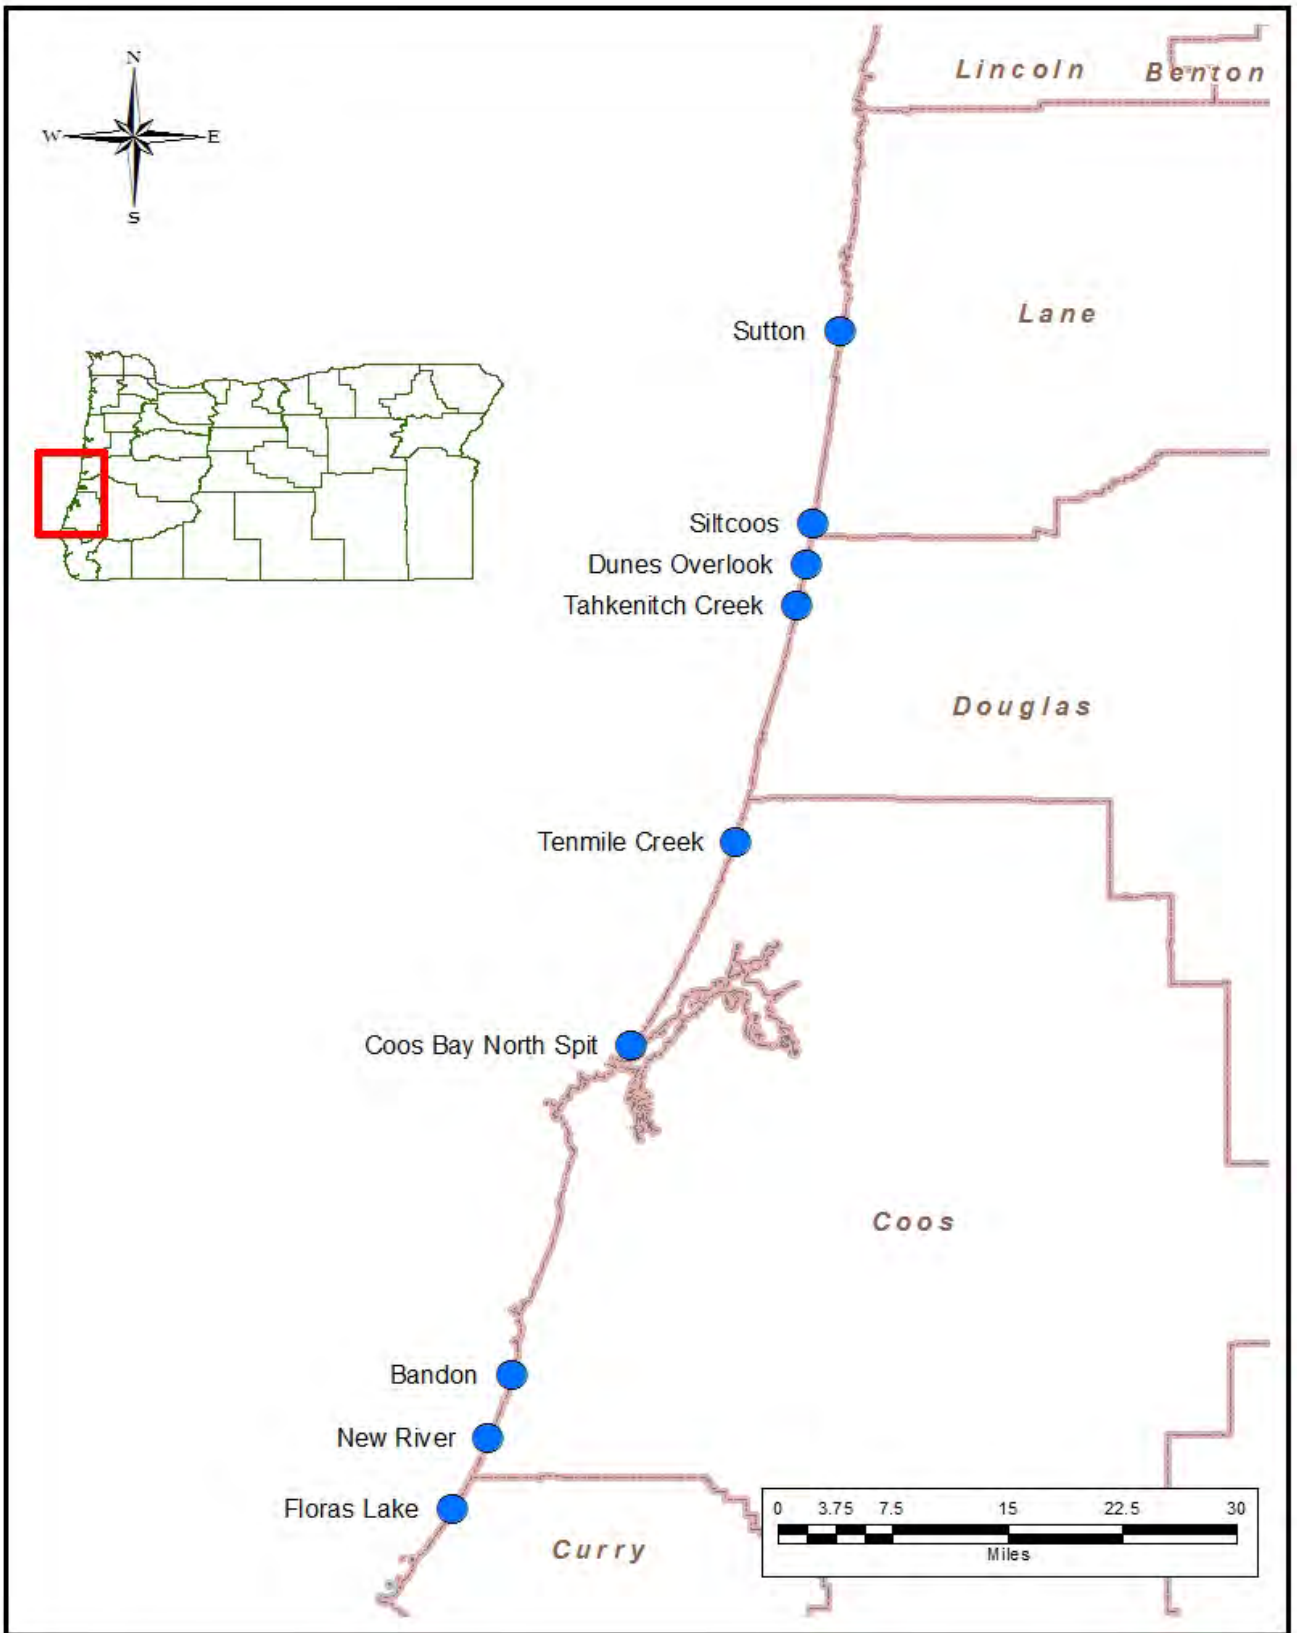 N
Lincoln Benton
W E
S
Lane
Sutton
Siltcoos
Dunes Overlook
Tahkenitch Creek
Douglas
Tenmile Creek
Coos Bay North Spit
Coos
Bandon
New River
Floras Lake
0 3.75 7.5 15 22.5 30
Curry
Miles